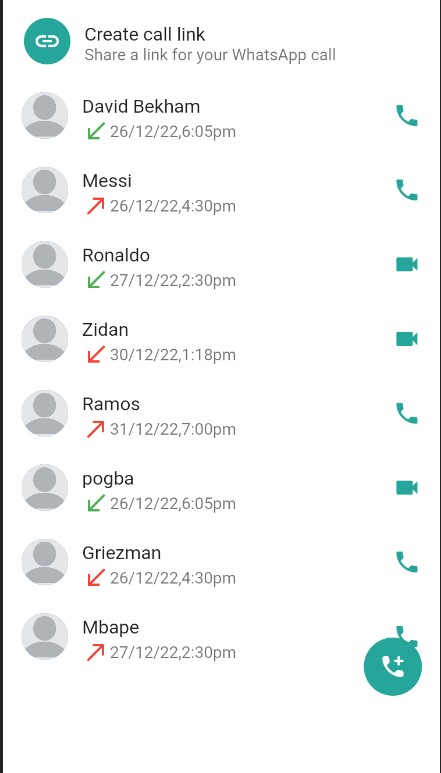 Create call link
Share a link for your WhatsApp call
David Bekham
26/12/22,6:05pm
Messi
26/12/22,4:30pm
Ronaldo
27/12/22,2:30pm
Zidan
30/12/22,1:18pm
Ramos
31/12/22,7:00pm
pogba
26/12/22,6:05pm
Griezman
26/12/22,4:30pm
Mbape
27/12/22,2:30pm